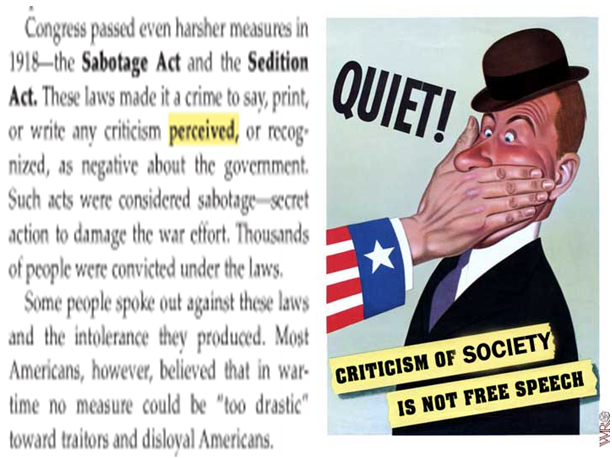 Congress passed even harsher measures in
1918—the Sabotage Act and the Sedition
Act. These laws made it a crime to say, print,
or write any criticism perceived, or recog-
nized, as negative about the government.
Such acts were considered sabotage—secret
action to damage the war effort. Thousands
of people were convicted under the laws.
Some people spoke out against these laws
and the intolerance they produced. Most
Americans, however, believed that in war-
time no measure could be "too drastic"
toward traitors and disloyal Americans.
QUIET!
CRITICISM OF SOCIETY
IS NOT FREE SPEECH